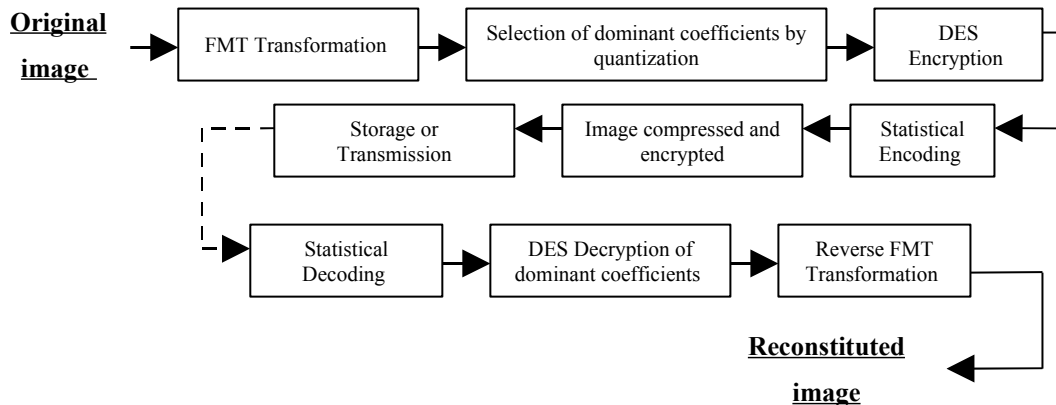 Original
image
FMT Transformation
Selection of dominant coefficients by
quantization
DES
Encryption
Storage or
Transmission
Image compressed and
encrypted
Statistical
Encoding
Statistical
Decoding
DES Decryption of
dominant coefficients
Reverse FMT
Transformation
Reconstituted
image